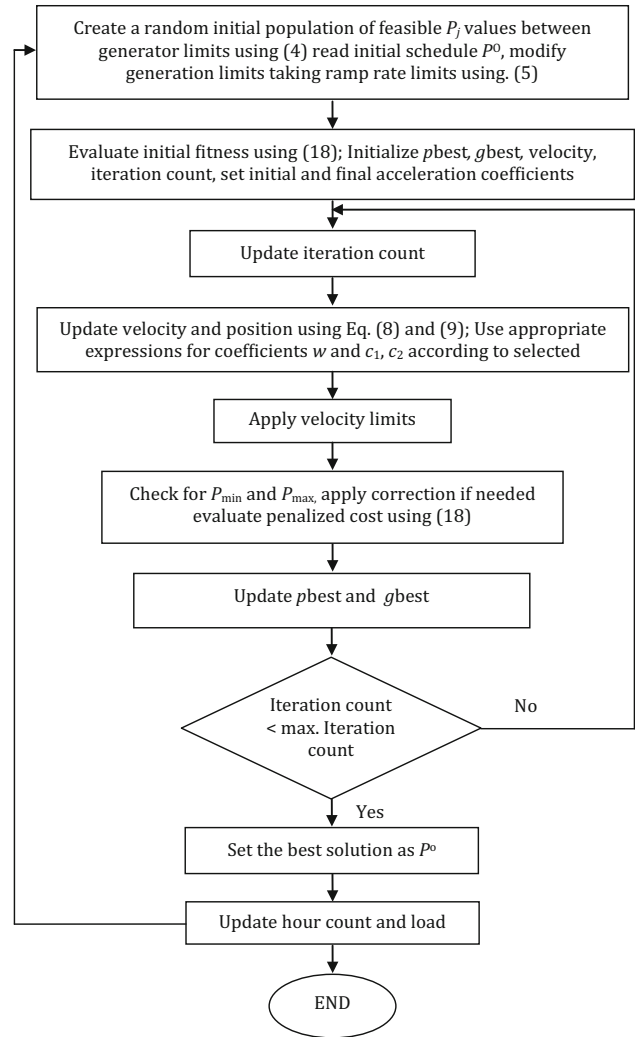 Create a random initial population of feasible Pj values between
generator limits using (4) read initial schedule P⁰, modify
generation limits taking ramp rate limits using. (5)
Evaluate initial fitness using (18); Initialize pbest, gbest, velocity,
iteration count, set initial and final acceleration coefficients
Update iteration count
Update velocity and position using Eq. (8) and (9); Use appropriate
expressions for coefficients w and c₁, c₂ according to selected
Apply velocity limits
Check for Pmin and Pmax, apply correction if needed
evaluate penalized cost using (18)
Update pbest and gbest
Iteration count
< max. Iteration
count
No
Yes
Set the best solution as Pᵒ
Update hour count and load
END